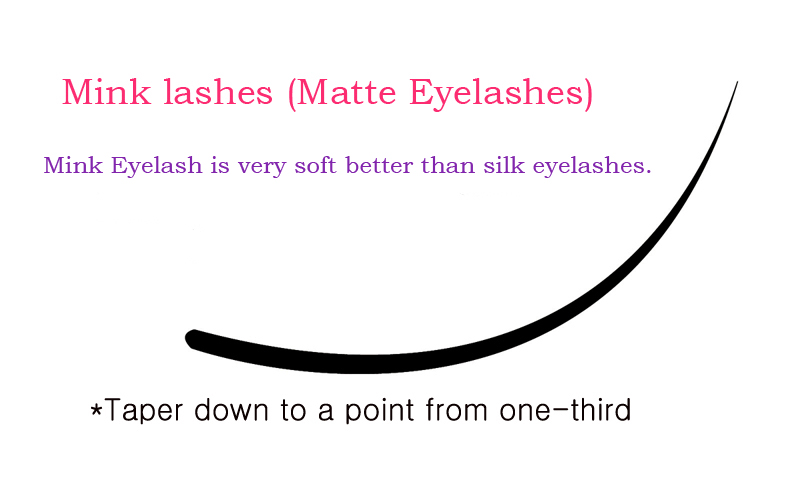 Mink lashes (Matte Eyelashes)
Mink Eyelash is very soft better than silk eyelashes.
*Taper down to a point from one-third